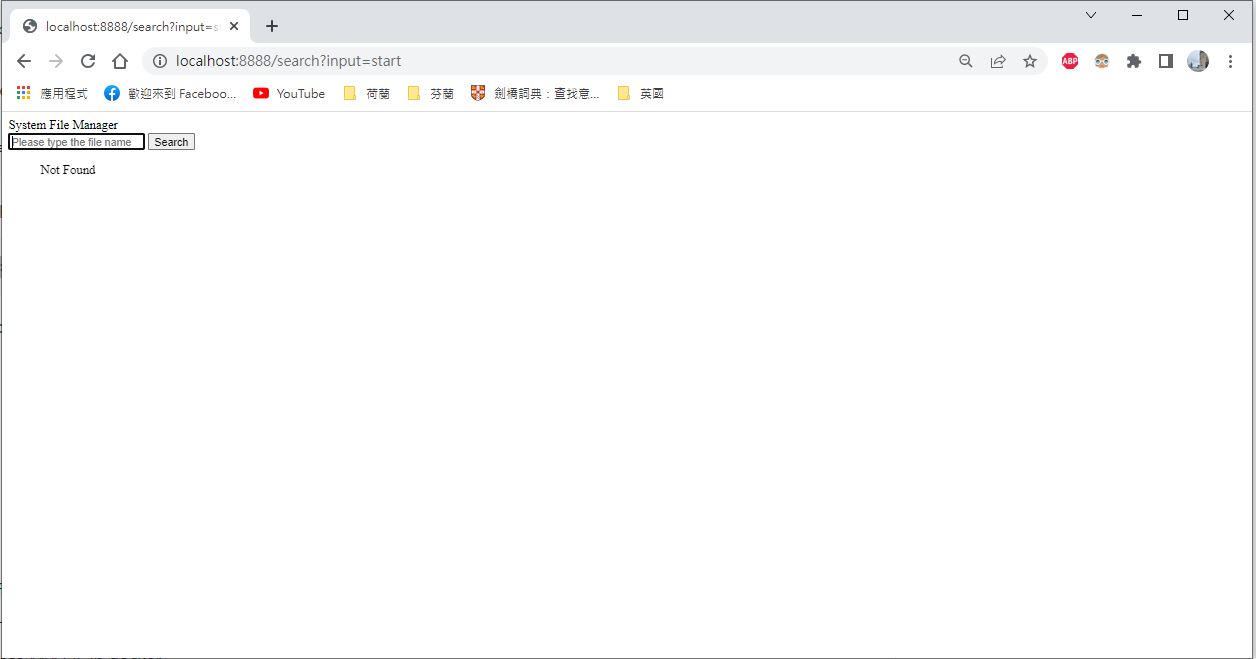 localhost:8888/search?input=s
localhost:8888/search?input=start
ABP
應用程式 歡迎來到 Faceboo... YouTube 荷蘭 芬蘭 劍橋詞典：查找意... 英國
System File Manager
Please type the file name Search
Not Found